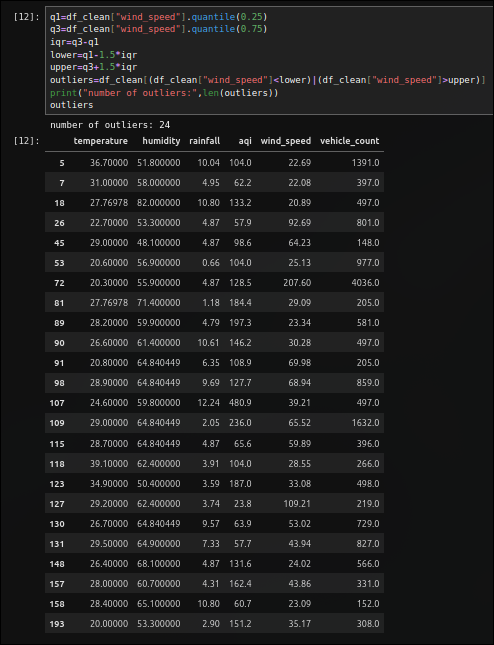 [12]: q1=df_clean["wind_speed"].quantile(0.25)
q3=df_clean["wind_speed"].quantile(0.75)
iqr=q3-q1
lower=q1-1.5*iqr
upper=q3+1.5*iqr
outliers=df_clean[(df_clean["wind_speed"]<lower)|(df_clean["wind_speed"]>upper)]
print("number of outliers:",len(outliers))
outliers
number of outliers: 24
[12]: temperature humidity rainfall aqi wind_speed vehicle_count
5 36.70000 51.800000 10.04 104.0 22.69 1391.0
7 31.00000 58.000000 4.95 62.2 22.08 397.0
18 27.76978 82.000000 10.80 133.2 20.89 497.0
26 22.70000 53.300000 4.87 57.9 92.69 801.0
45 29.00000 48.100000 4.87 98.6 64.23 148.0
53 20.60000 56.900000 0.66 104.0 25.13 977.0
72 20.30000 55.900000 4.87 128.5 207.60 4036.0
81 27.76978 71.400000 1.18 184.4 29.09 205.0
89 28.20000 59.900000 4.79 197.3 23.34 581.0
90 26.60000 61.400000 10.61 146.2 30.28 497.0
91 20.80000 64.840449 6.35 108.9 69.98 205.0
98 28.90000 64.840449 9.69 127.7 68.94 859.0
107 24.60000 59.800000 12.24 480.9 39.21 497.0
109 29.00000 64.840449 2.05 236.0 65.52 1632.0
115 28.70000 64.840449 4.87 65.6 59.89 396.0
118 39.10000 62.400000 3.91 104.0 28.55 266.0
123 34.90000 50.400000 3.59 187.0 33.08 498.0
127 29.20000 62.400000 3.74 23.8 109.21 219.0
130 26.70000 64.840449 9.57 63.9 53.02 729.0
131 29.50000 64.900000 7.33 57.7 43.94 827.0
148 26.40000 68.100000 4.87 131.6 24.02 566.0
157 28.00000 60.700000 4.31 162.4 43.86 331.0
158 28.40000 65.100000 10.80 60.7 23.09 152.0
193 20.00000 53.300000 2.90 151.2 35.17 308.0